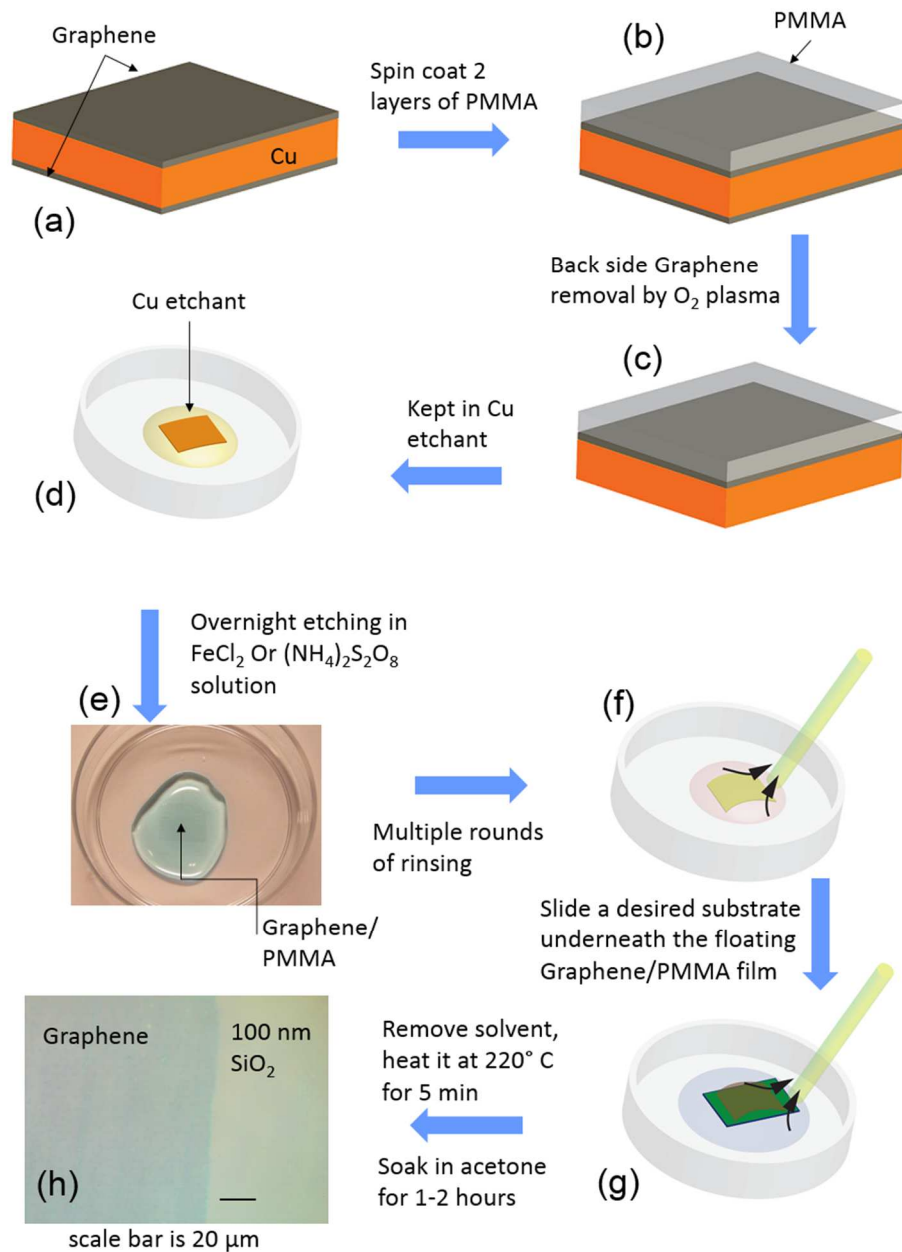 Graphene
Cu
(a)
Spin coat 2
layers of PMMA
(b)
PMMA
Back side Graphene
removal by O₂ plasma
(c)
Kept in Cu
etchant
Cu etchant
(d)
Overnight etching in
FeCl₂ Or (NH₄)₂S₂O₈
solution
(e)
Graphene/
PMMA
Multiple rounds
of rinsing
(f)
Slide a desired substrate
underneath the floating
Graphene/PMMA film
(g)
Remove solvent,
heat it at 220° C
for 5 min
Soak in acetone
for 1-2 hours
Graphene
100 nm
SiO₂
(h)
scale bar is 20 μm